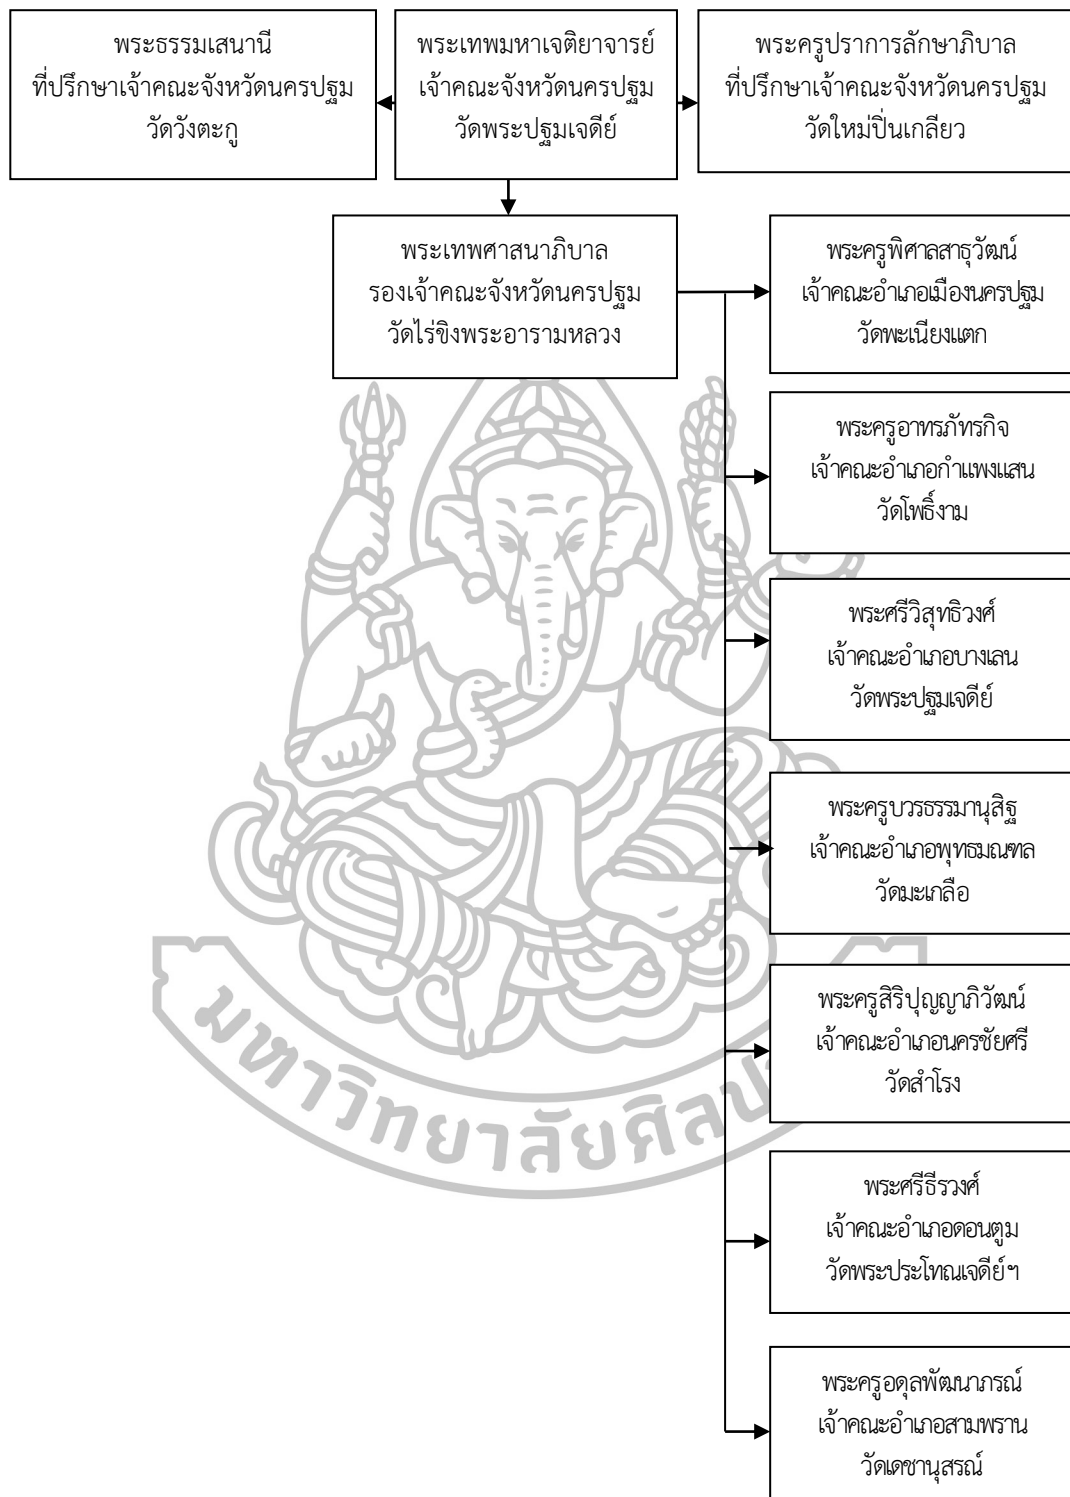 พระธรรมเสนานี
ที่ปรึกษาเจ้าคณะจังหวัดนครปฐม
วัดวังตะกู
พระเทพมหาเจติยาจารย์
เจ้าคณะจังหวัดนครปฐม
วัดพระปฐมเจดีย์
พระครูปราการลักษาภิบาล
ที่ปรึกษาเจ้าคณะจังหวัดนครปฐม
วัดใหม่ปิ่นเกลียว
พระเทพศาสนาภิบาล
รองเจ้าคณะจังหวัดนครปฐม
วัดไร่ขิงพระอารามหลวง
พระครูพิศาลสาธุวัฒน์
เจ้าคณะอำเภอเมืองนครปฐม
วัดพะเนียงแตก
พระครูอาทรภัทรกิจ
เจ้าคณะอำเภอกำแพงแสน
วัดโพธิ์งาม
พระศรีวิสุทธิวงศ์
เจ้าคณะอำเภอบางเลน
วัดพระปฐมเจดีย์
พระครูบวรธรรมานุสิฐ
เจ้าคณะอำเภอพุทธมณฑล
วัดมะเกลือ
พระครูสิริปุญญาภิวัฒน์
เจ้าคณะอำเภอนครชัยศรี
วัดสำโรง
พระศรีธีรวงศ์
เจ้าคณะอำเภอดอนตูม
วัดพระประโทณเจดีย์ฯ
พระครูอดุลพัฒนาภรณ์
เจ้าคณะอำเภอสามพราน
วัดเดชานุสรณ์
มหาวิทยาลัยศิลป